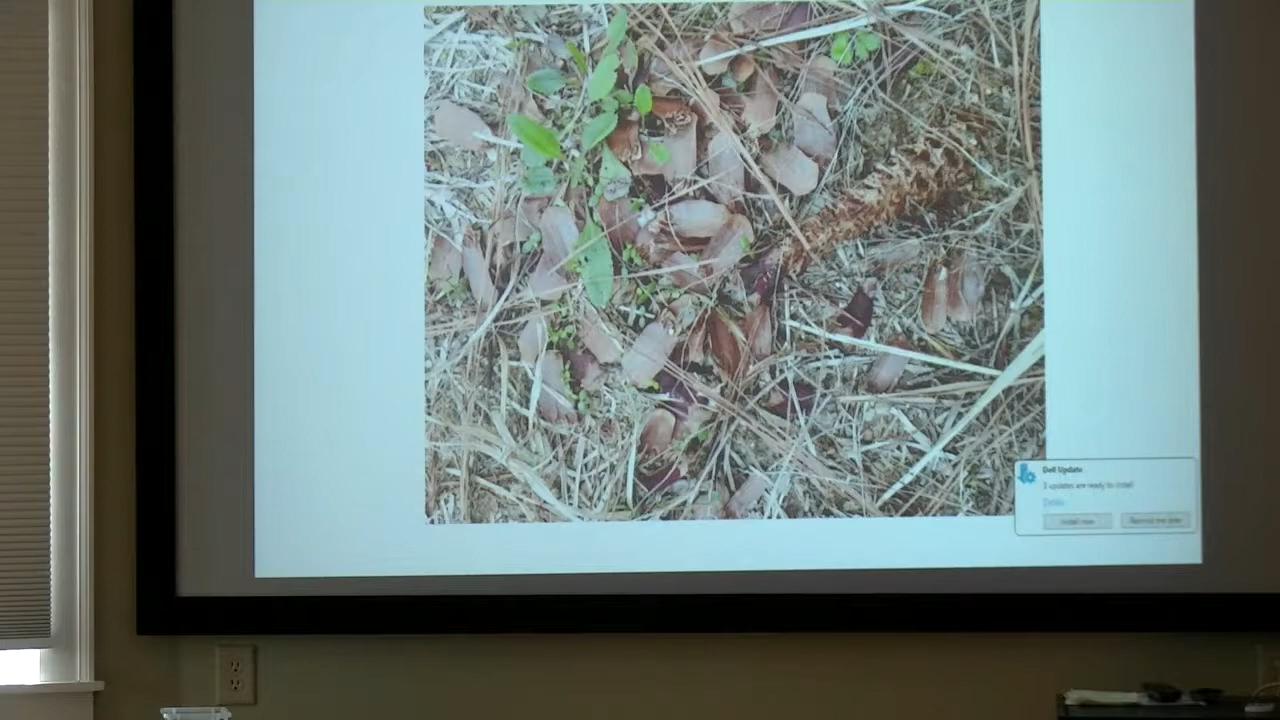 Dell Update
3 updates are ready to install
Details
Install now
Remind me later